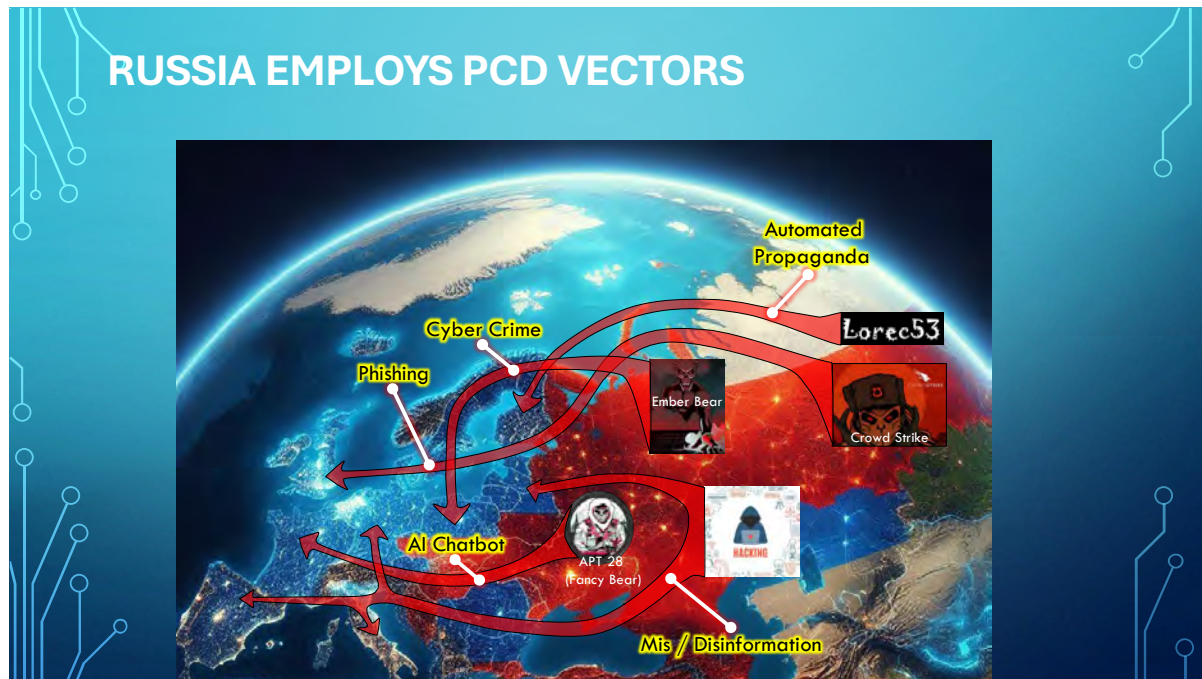 RUSSIA EMPLOYS PCD VECTORS
Automated
Propaganda
Lorec53
Cyber Crime
Phishing
Ember Bear
Crowd Strike
AI Chatbot
APT 28
(Fancy Bear)
HACKING
Mis / Disinformation